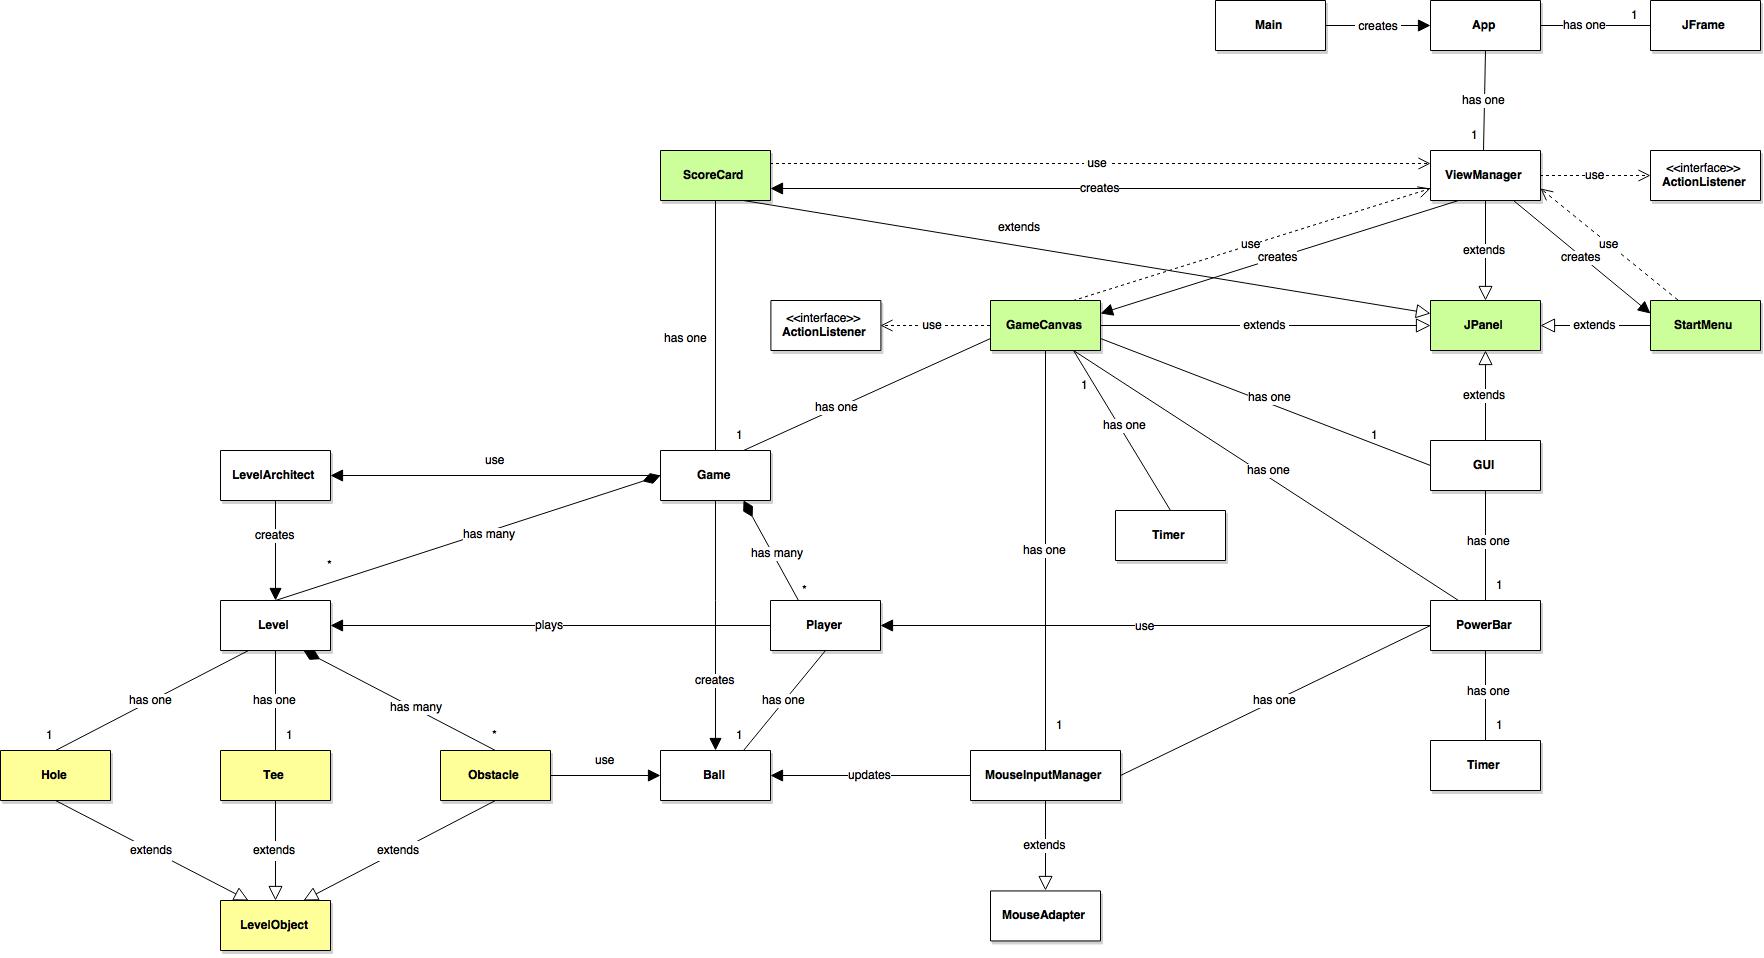 Main
creates
App
has one
1
JFrame
has one
1
ScoreCard
use
creates
ViewManager
use
<<interface>>
ActionListener
extends
use
creates
extends
creates
use
<<interface>>
ActionListener
use
GameCanvas
extends
JPanel
extends
StartMenu
has one
has one
1
1
has one
has one
1
extends
LevelArchitect
use
Game
has one
GUI
creates
has many
*
has many
*
has one
Timer
has one
1
Level
plays
Player
use
PowerBar
has one
1
has one
1
has many
*
creates
has one
1
1
has one
has one
1
Hole
Tee
Obstacle
use
Ball
updates
MouseInputManager
Timer
extends
extends
extends
extends
LevelObject
MouseAdapter